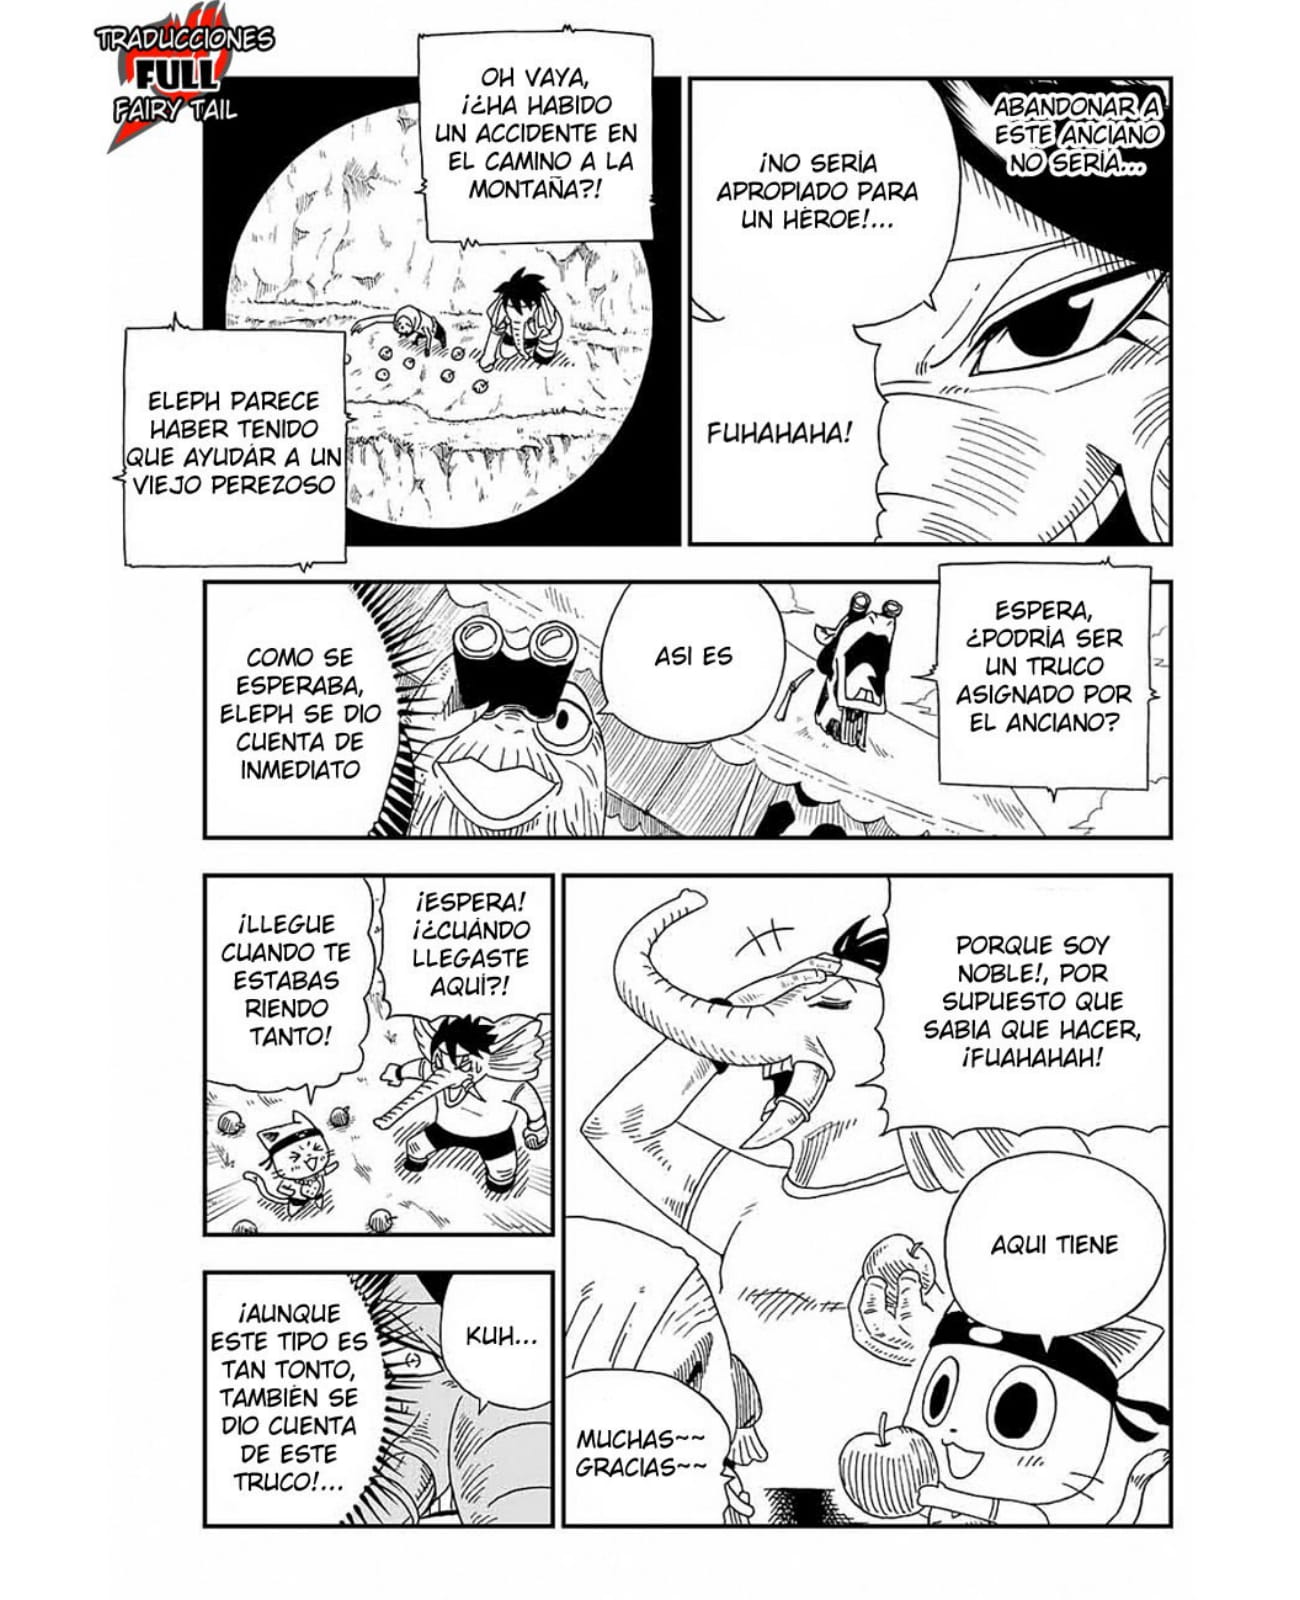 TRADUCCIONES
FULL
FAIRY TAIL
ABANDONAR A
ESTE ANCIANO
NO SERÍA...
¡NO SERÍA
APROPIADO PARA
UN HÉROE!...
FUHAHAHA!
OH VAYA,
¡¿HA HABIDO
UN ACCIDENTE EN
EL CAMINO A LA
MONTAÑA?!
ELEPH PARECE
HABER TENIDO
QUE AYUDÁR A UN
VIEJO PEREZOSO
ESPERA,
¿PODRÍA SER
UN TRUCO
ASIGNADO POR
EL ANCIANO?
ASI ES
COMO SE
ESPERABA,
ELEPH SE DIO
CUENTA DE
INMEDIATO
PORQUE SOY
NOBLE!, POR
SUPUESTO QUE
SABIA QUE HACER,
¡FUAHAHAH!
AQUI TIENE
MUCHAS~~
GRACIAS~~
¡ESPERA!
¡¿CUÁNDO
LLEGASTE
AQUÍ?!
¡LLEGUE
CUANDO TE
ESTABAS
RIENDO
TANTO!
KUH...
¡AUNQUE
ESTE TIPO ES
TAN TONTO,
TAMBIÉN SE
DIO CUENTA
DE ESTE
TRUCO!...